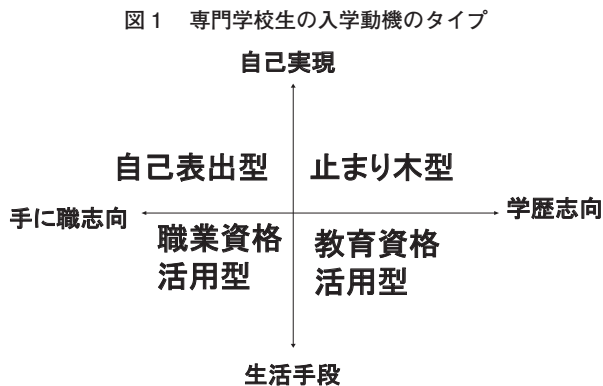 図1 専門学校生の入学動機のタイプ
自己実現
自己表出型
止まり木型
手に職志向
学歴志向
職業資格
活用型
教育資格
活用型
生活手段